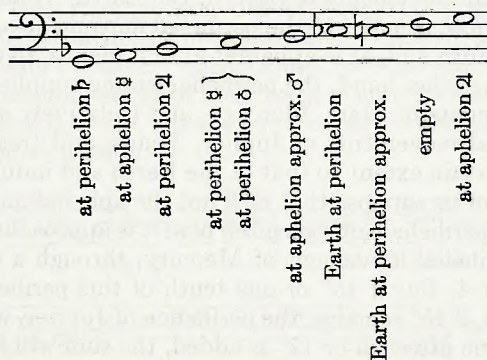 at perihelion ♄
at aphelion ☿
at perihelion ♃
at perihelion ♀
at perihelion
at aphelion approx. ♂
Earth at perihelion
Earth at perihelion approx.
empty
at aphelion ♃